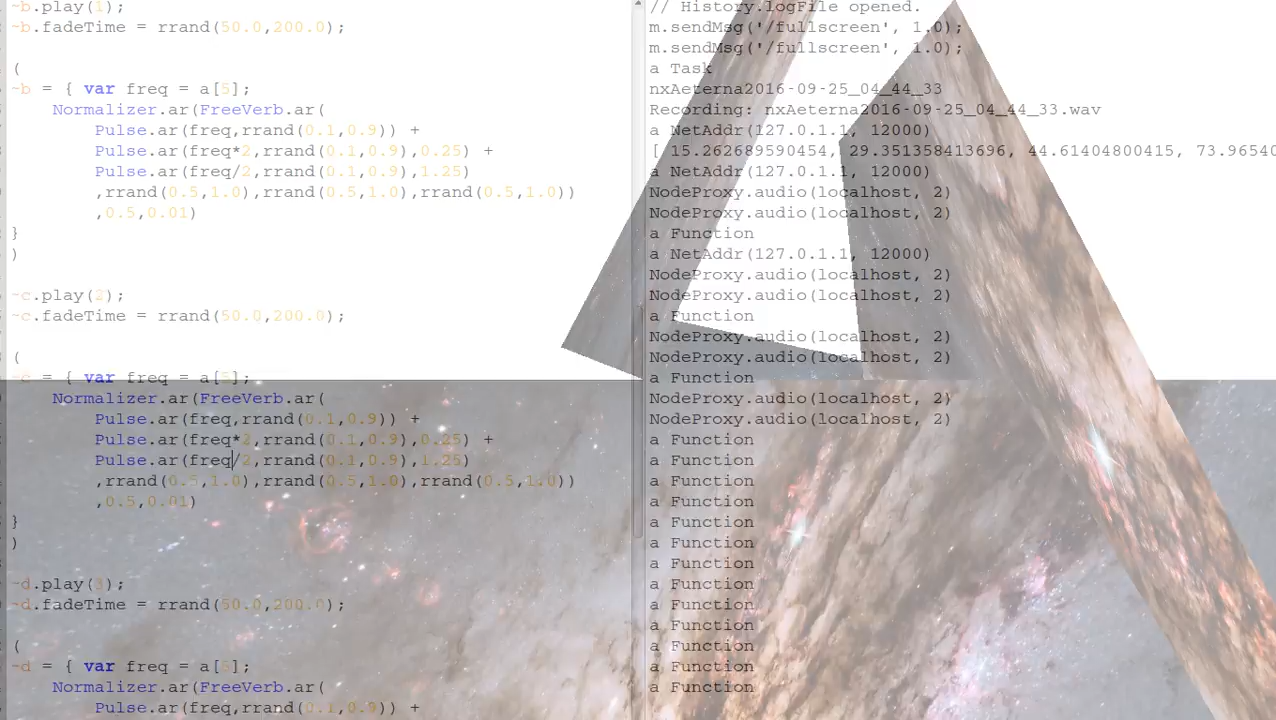 ~b.play(1);
~b.fadeTime = rrand(50.0,200.0);
(
~b = { var freq = a[5];
Normalizer.ar(FreeVerb.ar(
Pulse.ar(freq,rrand(0.1,0.9)) +
Pulse.ar(freq*2,rrand(0.1,0.9),0.25) +
Pulse.ar(freq/2,rrand(0.1,0.9),1.25)
,rrand(0.5,1.0),rrand(0.5,1.0),rrand(0.5,1.0))
,0.5,0.01)
}
)
~c.play(2);
~c.fadeTime = rrand(50.0,200.0);
(
~c = { var freq = a[5];
Normalizer.ar(FreeVerb.ar(
Pulse.ar(freq,rrand(0.1,0.9)) +
Pulse.ar(freq*2,rrand(0.1,0.9),0.25) +
Pulse.ar(freq/2,rrand(0.1,0.9),1.25)
,rrand(0.5,1.0),rrand(0.5,1.0),rrand(0.5,1.0))
,0.5,0.01)
}
)
~d.play(3);
~d.fadeTime = rrand(50.0,200.0);
(
~d = { var freq = a[5];
Normalizer.ar(FreeVerb.ar(
Pulse.ar(freq,rrand(0.1,0.9)) +
// History.logFile opened.
m.sendMsg('/fullscreen', 1.0);
m.sendMsg('/fullscreen', 1.0);
a Task
nxAeterna2016-09-25_04_44_33
Recording: nxAeterna2016-09-25_04_44_33.wav
a NetAddr(127.0.1.1, 12000)
[ 15.262689590454, 29.351358413696, 44.61404800415, 73.96540
a NetAddr(127.0.1.1, 12000)
NodeProxy.audio(localhost, 2)
NodeProxy.audio(localhost, 2)
a Function
a NetAddr(127.0.1.1, 12000)
NodeProxy.audio(localhost, 2)
NodeProxy.audio(localhost, 2)
a Function
NodeProxy.audio(localhost, 2)
NodeProxy.audio(localhost, 2)
a Function
NodeProxy.audio(localhost, 2)
NodeProxy.audio(localhost, 2)
a Function
a Function
a Function
a Function
a Function
a Function
a Function
a Function
a Function
a Function
a Function
a Function
a Function